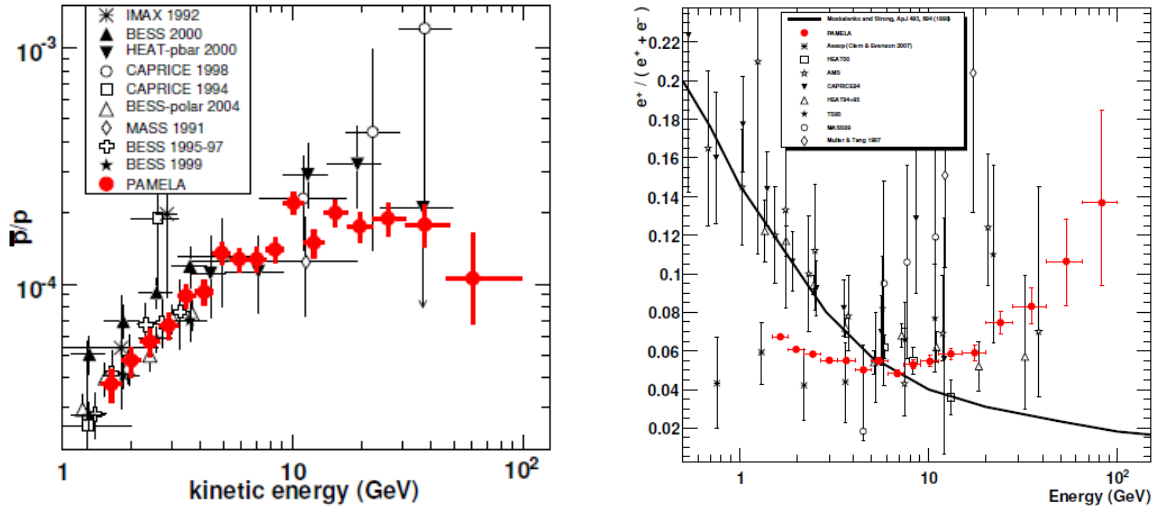 IMAX 1992
BESS 2000
HEAT-pbar 2000
CAPRICE 1998
CAPRICE 1994
BESS-polar 2004
MASS 1991
BESS 1995-97
BESS 1999
PAMELA
10⁻³
10⁻⁴
p̅/p
1
10
10²
kinetic energy (GeV)
Moskalenko and Strong, ApJ 493, 694 (1998)
PAMELA
Aesop (Clem & Evenson 2007)
HEAT00
AMS
CAPRICE94
HEAT94+95
TS93
MASS89
Muller & Tang 1987
e⁺ / ( e⁺ + e⁻ )
0.22
0.2
0.18
0.16
0.14
0.12
0.1
0.08
0.06
0.04
0.02
1
10
10²
Energy (GeV)